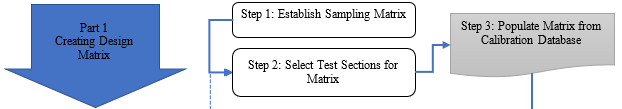 Part 1
Creating Design
Matrix
Step 1: Establish Sampling Matrix
Step 2: Select Test Sections for
Matrix
Step 3: Populate Matrix from
Calibration Database